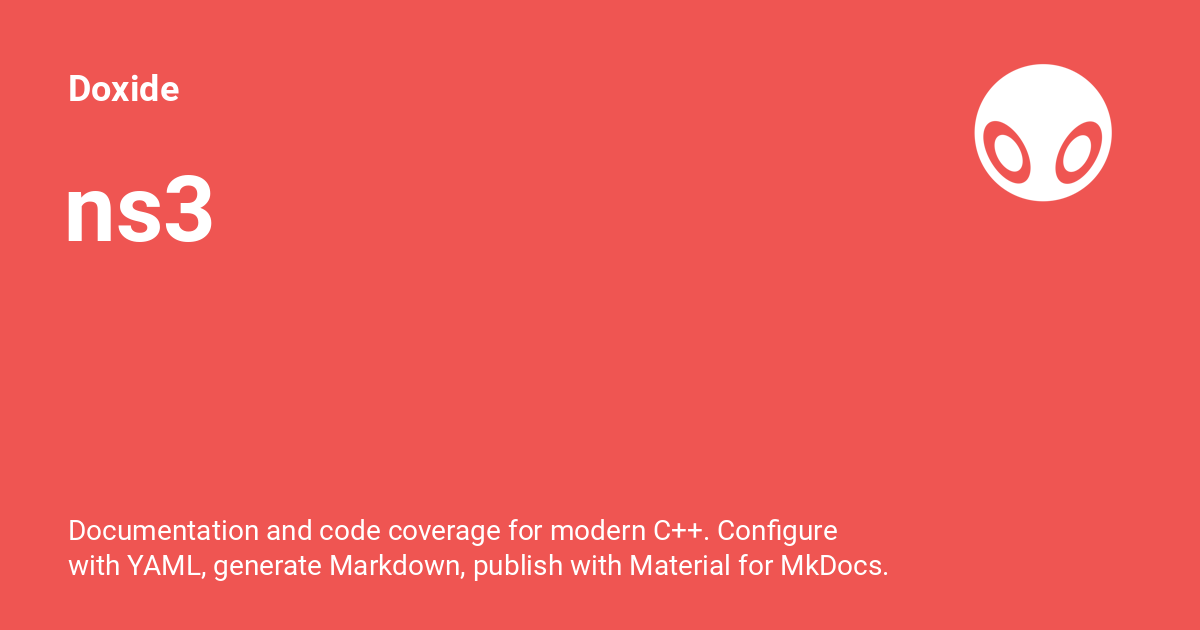 Doxide
ns3
Documentation and code coverage for modern C++. Configure
with YAML, generate Markdown, publish with Material for MkDocs.